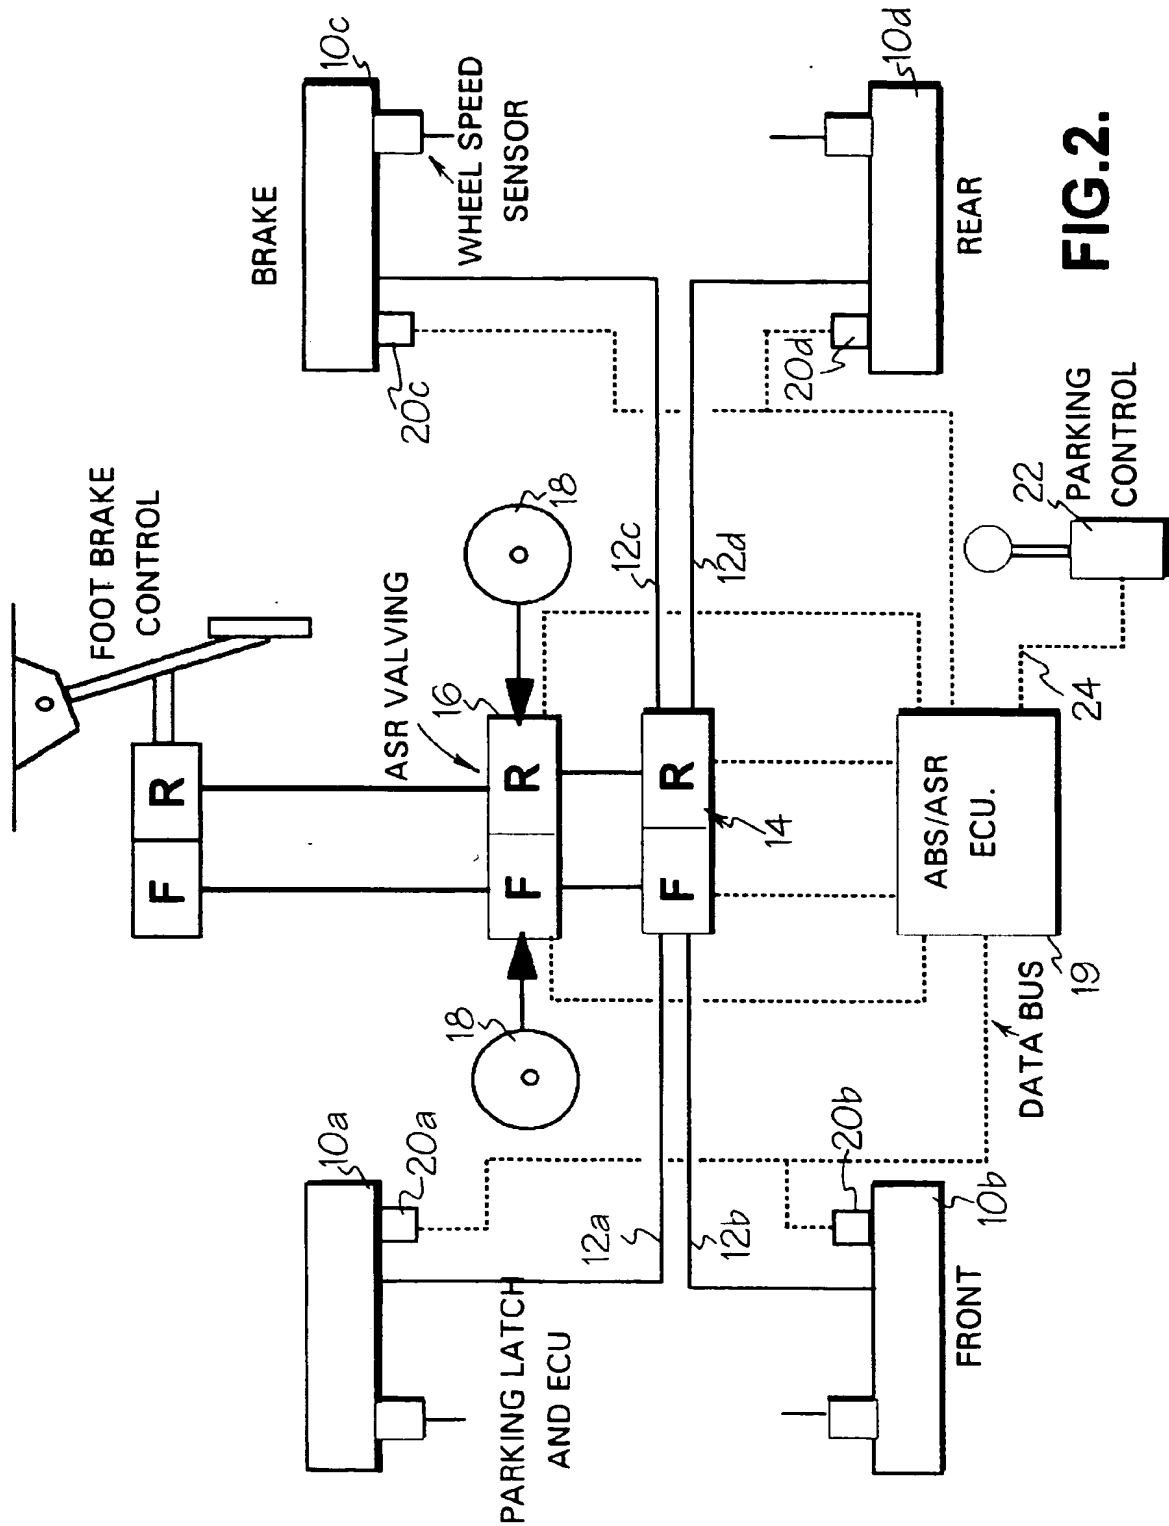 FOOT BRAKE
CONTROL
F R
BRAKE
10c
WHEEL SPEED
SENSOR
20c
ASR VALVING
16
18
18
F R
10a
20a
PARKING LATCH
AND ECU
12a
12b
12c
12d
F R
14
20b
10b
FRONT
20d
10d
REAR
ABS/ASR
ECU.
19
DATA BUS
24
22
PARKING
CONTROL
FIG.2.